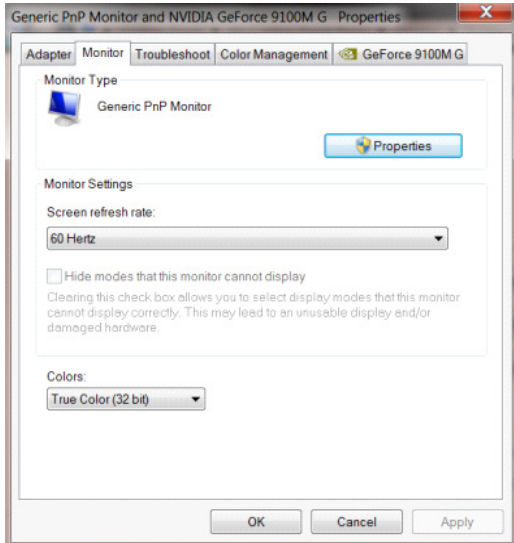 Generic PnP Monitor and NVIDIA GeForce 9100M G Properties
X
Adapter Monitor Troubleshoot Color Management GeForce 9100M G
Monitor Type
Generic PnP Monitor
Properties
Monitor Settings
Screen refresh rate:
60 Hertz
Hide modes that this monitor cannot display
Clearing this check box allows you to select display modes that this monitor
cannot display correctly. This may lead to an unusable display and/or
damaged hardware.
Colors:
True Color (32 bit)
OK Cancel Apply